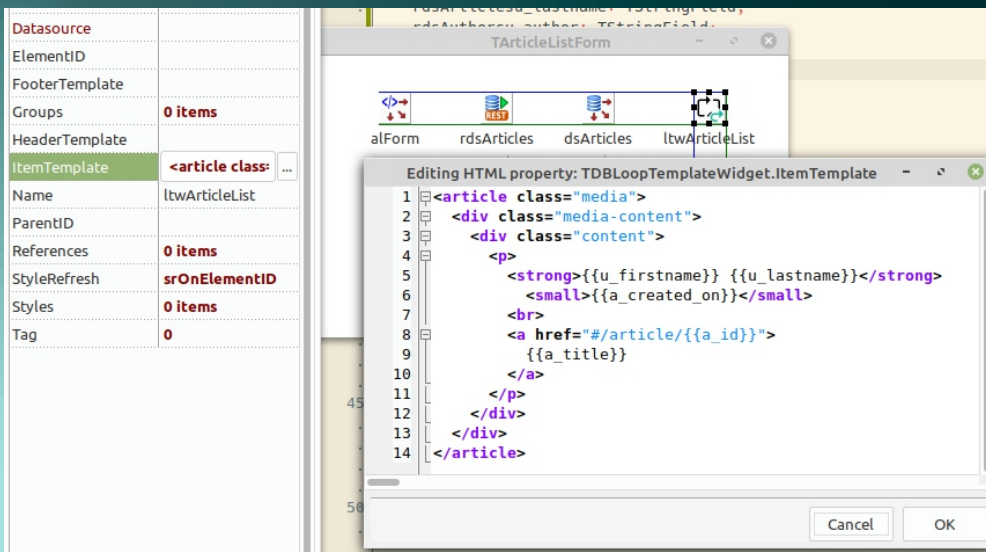 Datasource
ElementID
FooterTemplate
Groups 0 items
HeaderTemplate
ItemTemplate <article clas: ...
Name ltwArticleList
ParentID
References 0 items
StyleRefresh srOnElementID
Styles 0 items
Tag 0
TArticleListForm
alForm rdsArticles dsArticles ltwArticleList
REST
Editing HTML property: TDBLoopTemplateWidget.ItemTemplate
1 <article class="media">
2 <div class="media-content">
3 <div class="content">
4 <p>
5 <strong>{{u_firstname}} {{u_lastname}}</strong>
6 <small>{{a_created_on}}</small>
7 <br>
8 <a href="#/article/{{a_id}}">
9 {{a_title}}
10 </a>
11 </p>
12 </div>
13 </div>
14 </article>
45
50
Cancel OK